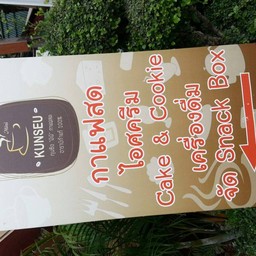 KUNSEU
กาแฟสด
ไอศครีม
Cake & Cookie
เครื่องดื่ม
จัด Snack Box